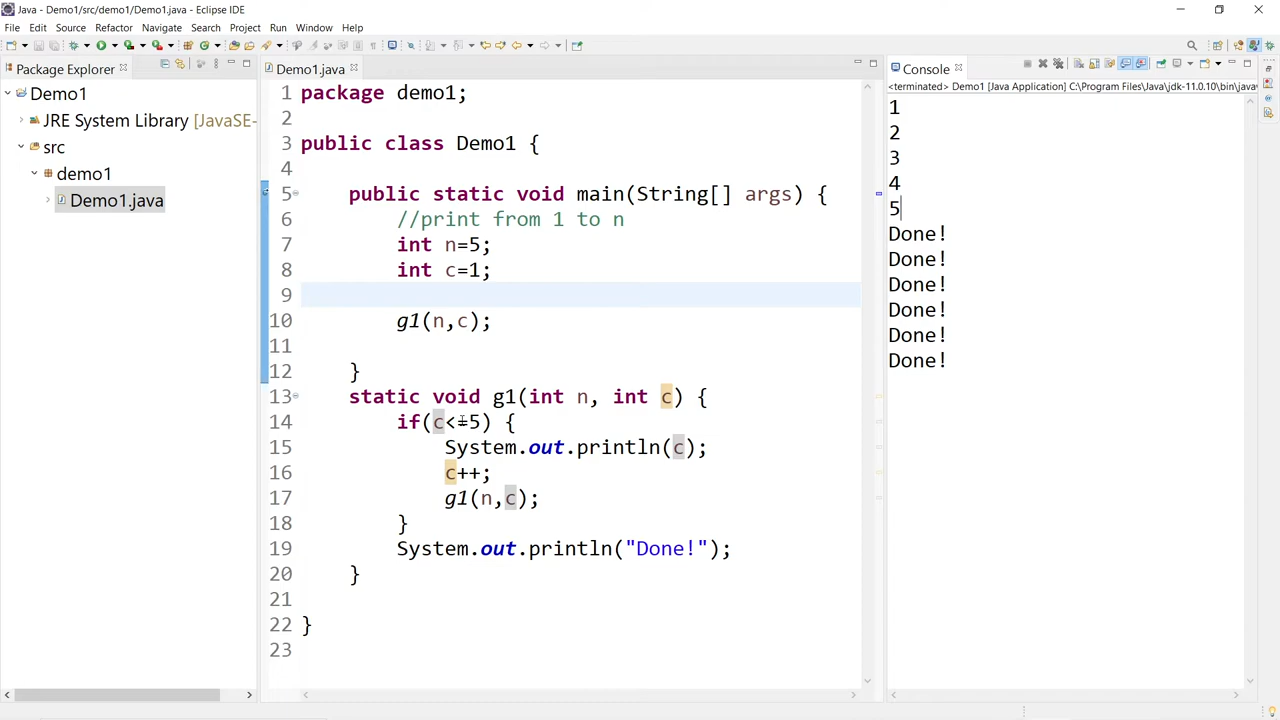 Java - Demo1/src/demo1/Demo1.java - Eclipse IDE
File Edit Source Refactor Navigate Search Project Run Window Help
Package Explorer
Demo1
JRE System Library [JavaSE-
src
demo1
Demo1.java
Demo1.java
1 package demo1;
2
3 public class Demo1 {
4
5 public static void main(String[] args) {
6 //print from 1 to n
7 int n=5;
8 int c=1;
9
10 g1(n,c);
11
12 }
13 static void g1(int n, int c) {
14 if(c<=5) {
15 System.out.println(c);
16 c++;
17 g1(n,c);
18 }
19 System.out.println("Done!");
20 }
21
22 }
23
Console
<terminated> Demo1 [Java Application] C:\Program Files\Java\jdk-11.0.10\bin\javaw
1
2
3
4
5
Done!
Done!
Done!
Done!
Done!
Done!